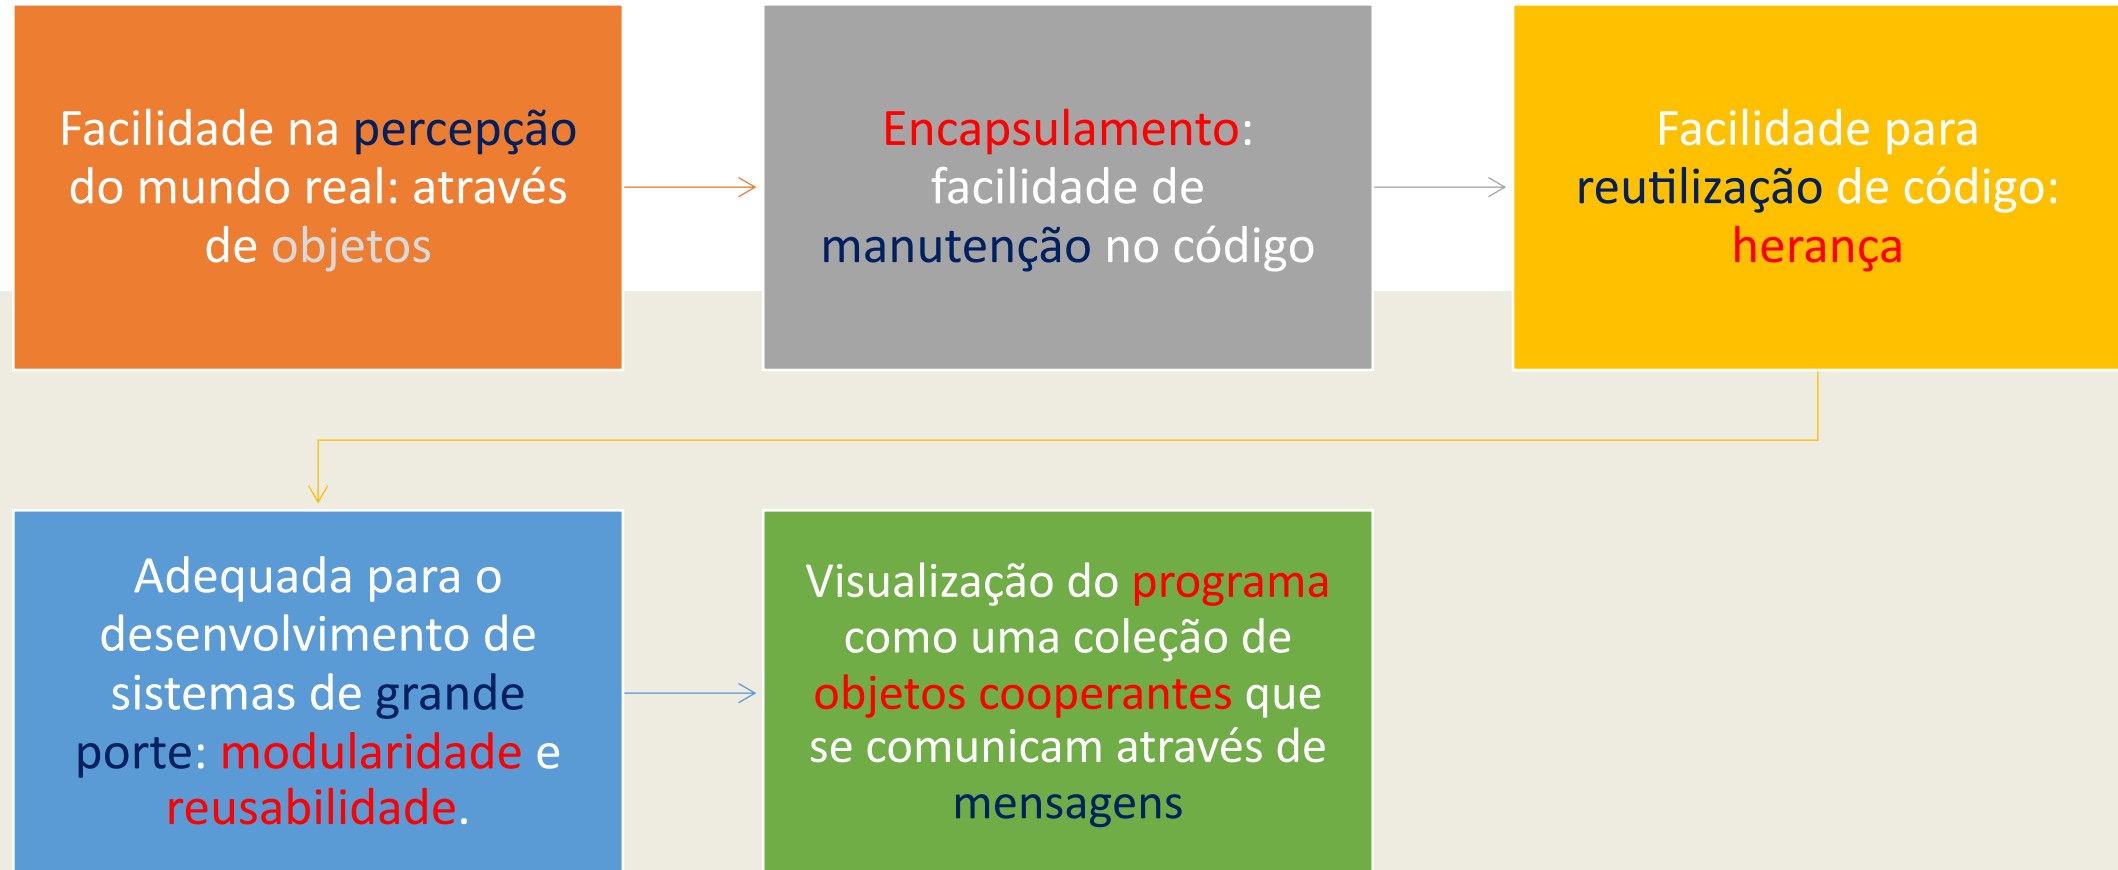 Facilidade na percepção
do mundo real: através
de objetos
Encapsulamento:
facilidade de
manutenção no código
Facilidade para
reutilização de código:
herança
Adequada para o
desenvolvimento de
sistemas de grande
porte: modularidade e
reusabilidade.
Visualização do programa
como uma coleção de
objetos cooperantes que
se comunicam através de
mensagens